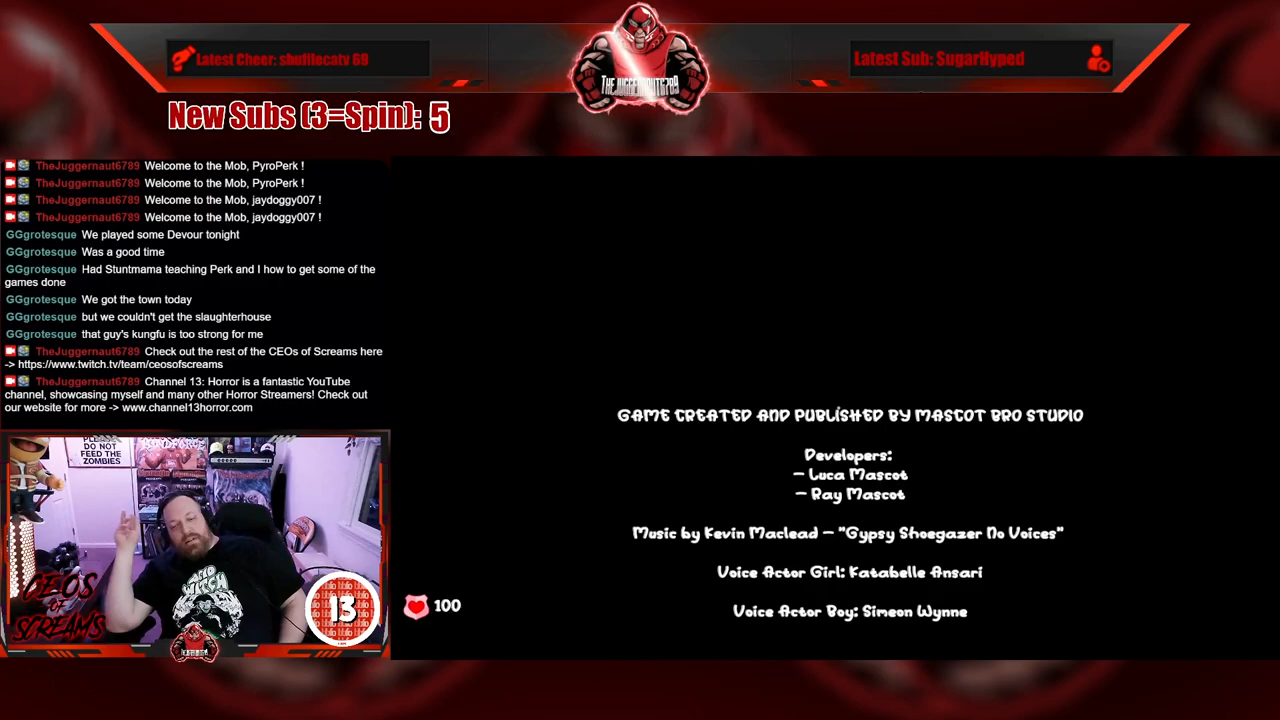 Latest Cheer: sbufflecatv 69
THEJUGGERNAUT6789
Latest Sub: SugarHyped
New Subs (3=Spin): 5
TheJuggernaut6789 Welcome to the Mob, PyroPerk !
TheJuggernaut6789 Welcome to the Mob, PyroPerk !
TheJuggernaut6789 Welcome to the Mob, jaydoggy007 !
TheJuggernaut6789 Welcome to the Mob, jaydoggy007 !
GGgrotesque We played some Devour tonight
GGgrotesque Was a good time
GGgrotesque Had Stuntmama teaching Perk and I how to get some of the
games done
GGgrotesque We got the town today
GGgrotesque but we couldn't get the slaughterhouse
GGgrotesque that guy's kungfu is too strong for me
TheJuggernaut6789 Check out the rest of the CEOs of Screams here
-> https://www.twitch.tv/team/ceosofscreams
TheJuggernaut6789 Channel 13: Horror is a fantastic YouTube
channel, showcasing myself and many other Horror Streamers! Check out
our website for more -> www.channel13horror.com
PLEASE
DO NOT
FEED THE
ZOMBIES
CEOS
OF
SCREAMS
13
100
GAME CREATED AND PUBLISHED BY MASCOT BRO STUDIO
Developers:
– Luca Mascot
– Ray Mascot
Music by Kevin Maclead – "Gypsy Shoegazer No Voices"
Voice Actor Girl: Katabelle Ansari
Voice Actor Boy: Simeon Wynne